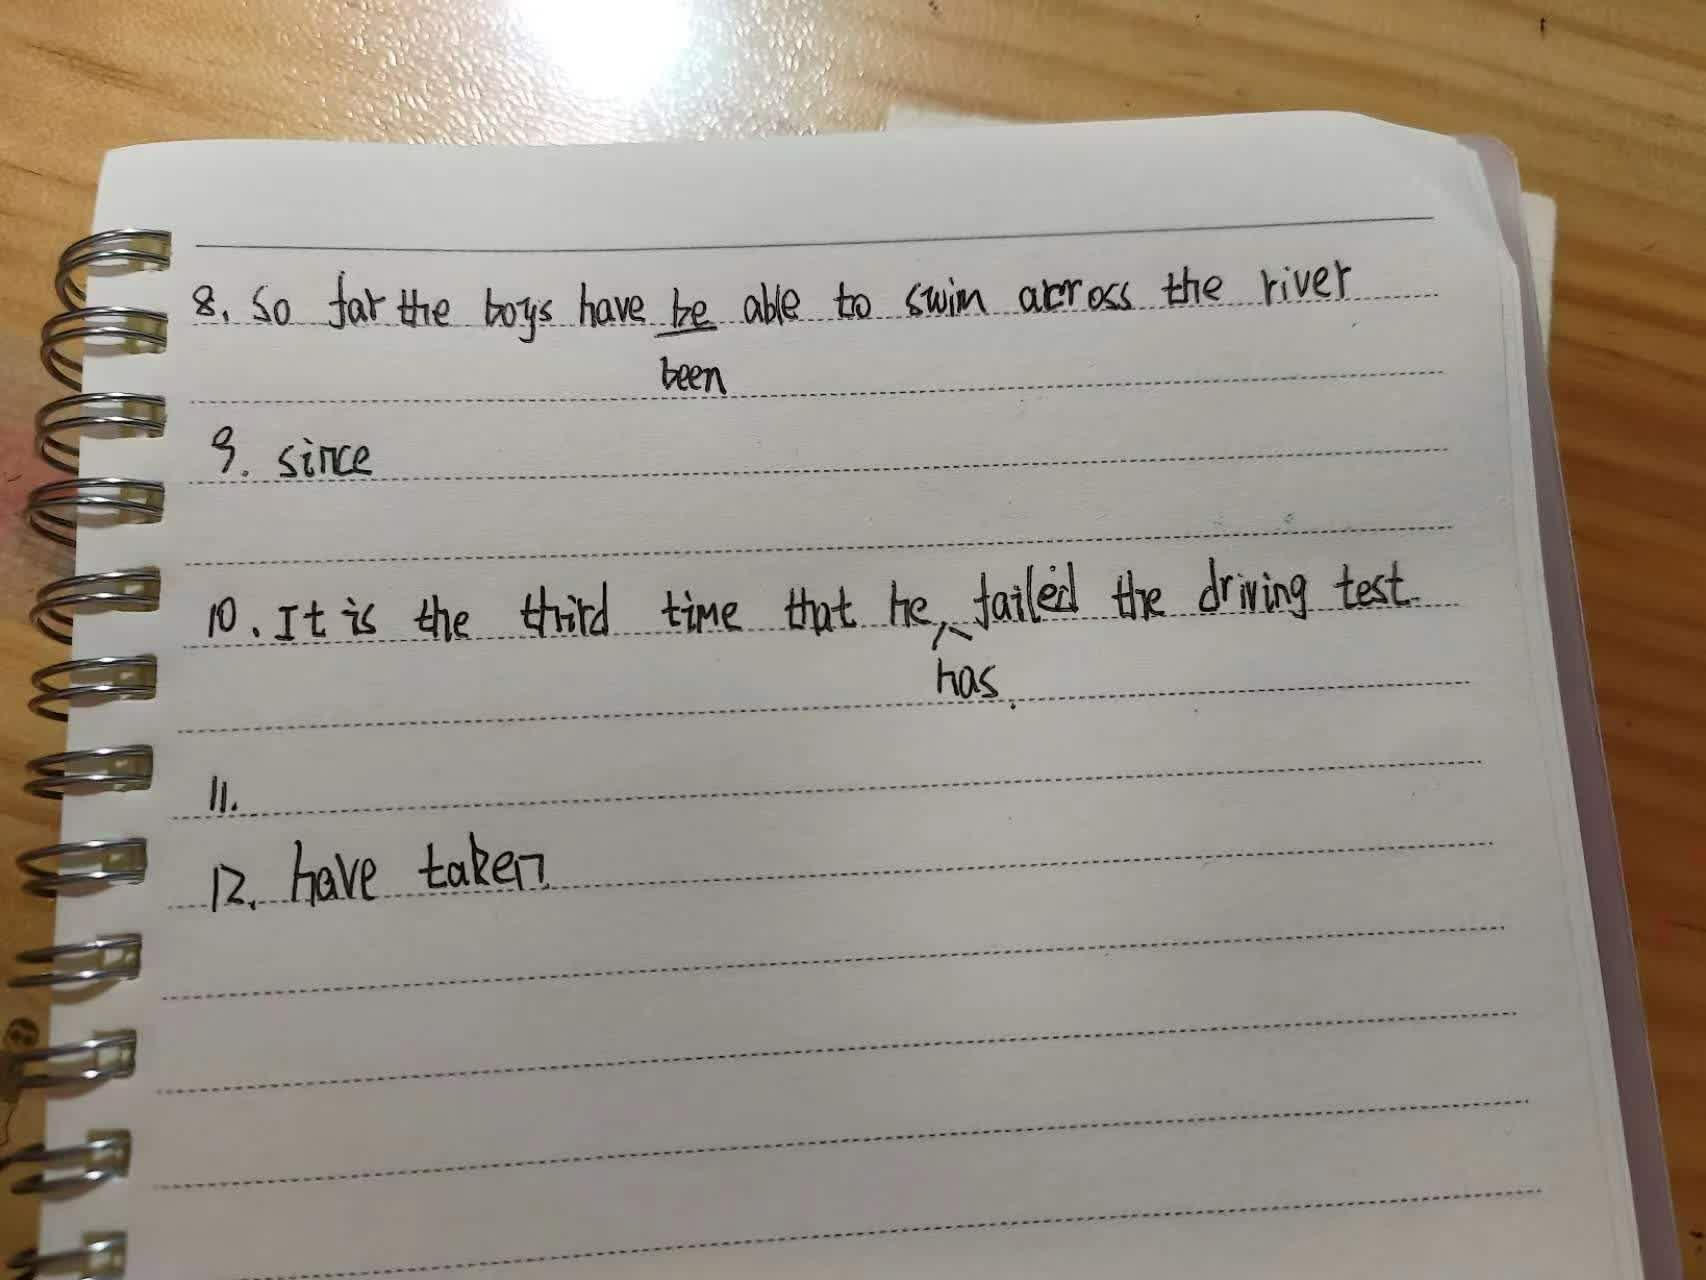 8. So far the boys have be able to swim across the river
been
9. since
10. It is the third time that he ^ failed the driving test.
has.
11.
12. have taken.